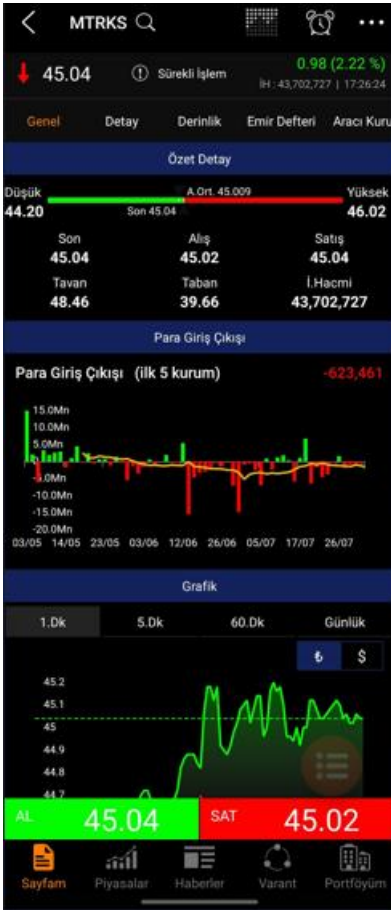 MTRKS
45.04 Sürekli İşlem 0.98 (2.22 %)
İH : 43,702,727 | 17:26:24
Genel Detay Derinlik Emir Defteri Aracı Kuru
Özet Detay
Düşük A.Ort. 45.009 Yüksek
44.20 Son 45.04 46.02
Son Alış Satış
45.04 45.02 45.04
Tavan Taban İ.Hacmi
48.46 39.66 43,702,727
Para Giriş Çıkışı
Para Giriş Çıkışı (ilk 5 kurum) -623,461
15.0Mn
10.0Mn
5.0Mn
-5.0Mn
-10.0Mn
-15.0Mn
-20.0Mn
03/05 14/05 23/05 03/06 12/06 26/06 05/07 17/07 26/07
Grafik
1.Dk 5.Dk 60.Dk Günlük
₺ $
45.2
45.1
45
44.9
44.8
44.7
AL 45.04 SAT 45.02
Sayfam Piyasalar Haberler Varant Portföyüm